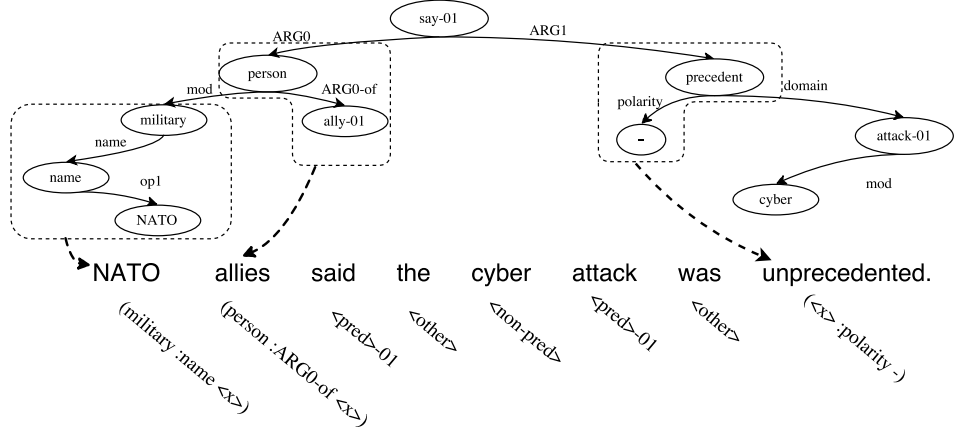 say-01
ARG0
ARG1
person
precedent
mod
ARG0-of
polarity
domain
military
ally-01
-
attack-01
name
name
op1
mod
NATO
cyber
NATO allies said the cyber attack was unprecedented.
(military :name <x>)
(person :ARG0-of <x>)
<pred>-01
<other>
<non-pred>
<pred>-01
<other>
(<x> :polarity -)